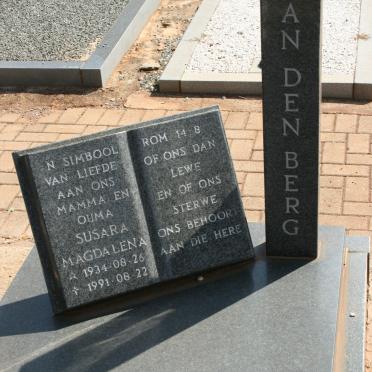 'N SIMBOOL
VAN LIEFDE
AAN ONS
MAMMA EN
OUMA
SUSARA
MAGDALENA
▵ 1934·08·26
† 1991·08·22
ROM 14:8
OF ONS DAN
LEWE
EN OF ONS
STERWE
ONS BEHOORT
AAN DIE HERE
AN DEN BERG